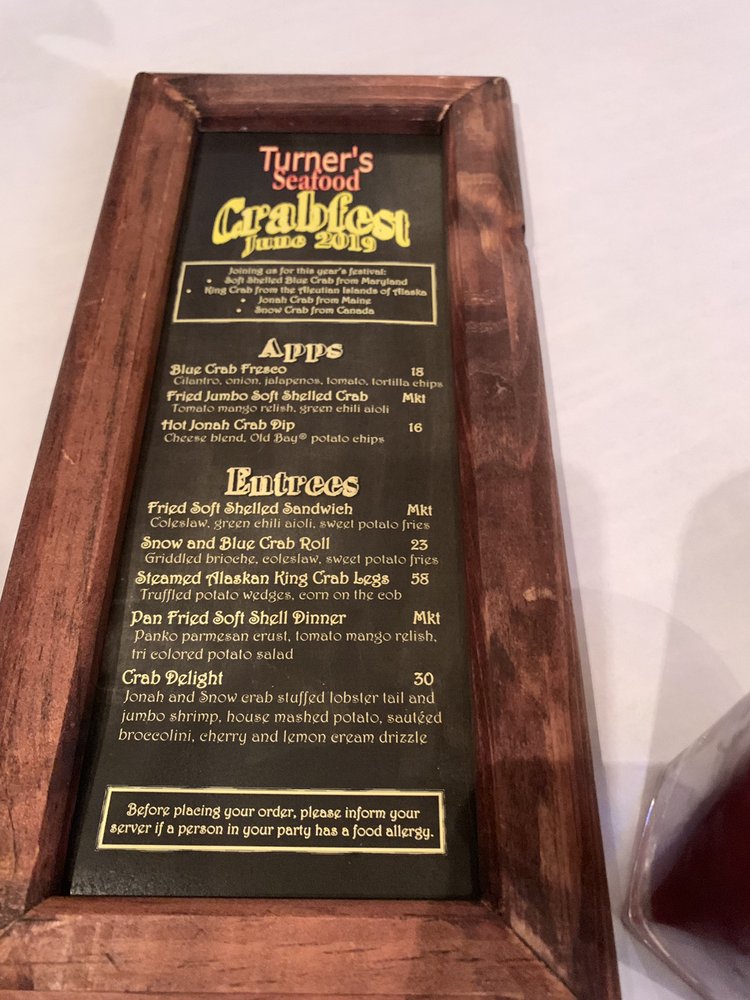 Turner's
Seafood
Crabfest
June 2019
Joining us for this year's festival:
• Soft Shelled Blue Crab from Maryland
• King Crab from the Aleutian Islands of Alaska
• Jonah Crab from Maine
• Snow Crab from Canada
Apps
Blue Crab Fresco 18
Cilantro, onion, jalapenos, tomato, tortilla chips
Fried Jumbo Soft Shelled Crab Mkt
Tomato mango relish, green chili aioli
Hot Jonah Crab Dip 16
Cheese blend, Old Bay® potato chips
Entrees
Fried Soft Shelled Sandwich Mkt
Coleslaw, green chili aioli, sweet potato fries
Snow and Blue Crab Roll 23
Griddled brioche, coleslaw, sweet potato fries
Steamed Alaskan King Crab Legs 58
Truffled potato wedges, corn on the cob
Pan Fried Soft Shell Dinner Mkt
Panko parmesan crust, tomato mango relish,
tri colored potato salad
Crab Delight 30
Jonah and Snow crab stuffed lobster tail and
jumbo shrimp, house mashed potato, sautéed
broccolini, cherry and lemon cream drizzle
Before placing your order, please inform your
server if a person in your party has a food allergy.